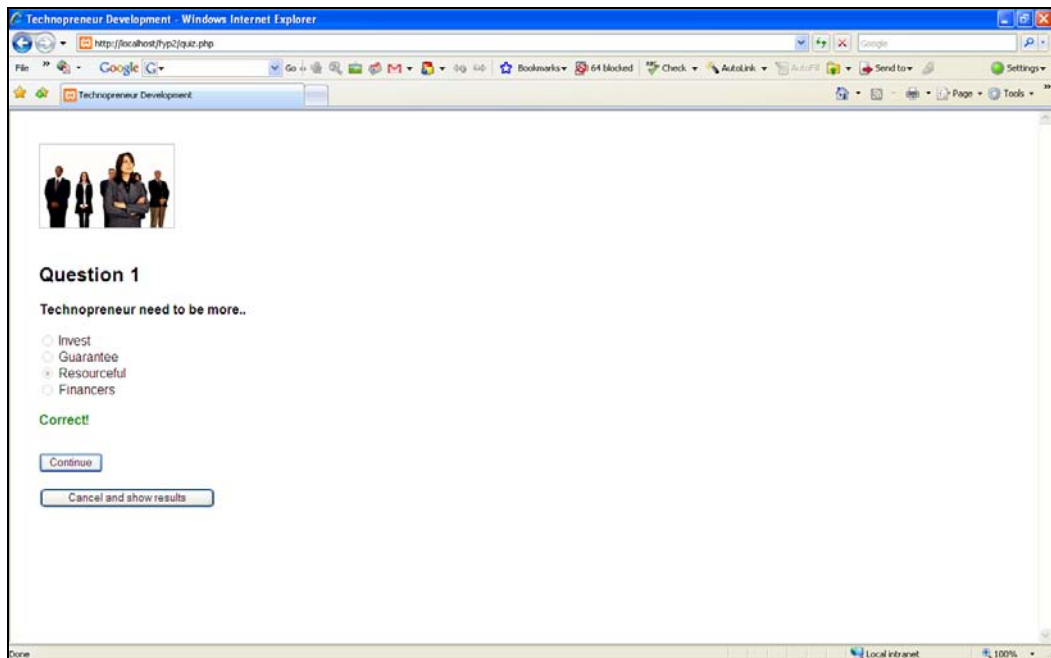 Technopreneur Development - Windows Internet Explorer
http://localhost/fyp2/quiz.php
Google
File
Google
Go
Bookmarks
64 blocked
Check
AutoLink
AutoFill
Send to
Settings
Technopreneur Development
Page
Tools
Question 1
Technopreneur need to be more..
Invest
Guarantee
Resourceful
Financers
Correct!
Continue
Cancel and show results
Done
Local intranet
100%